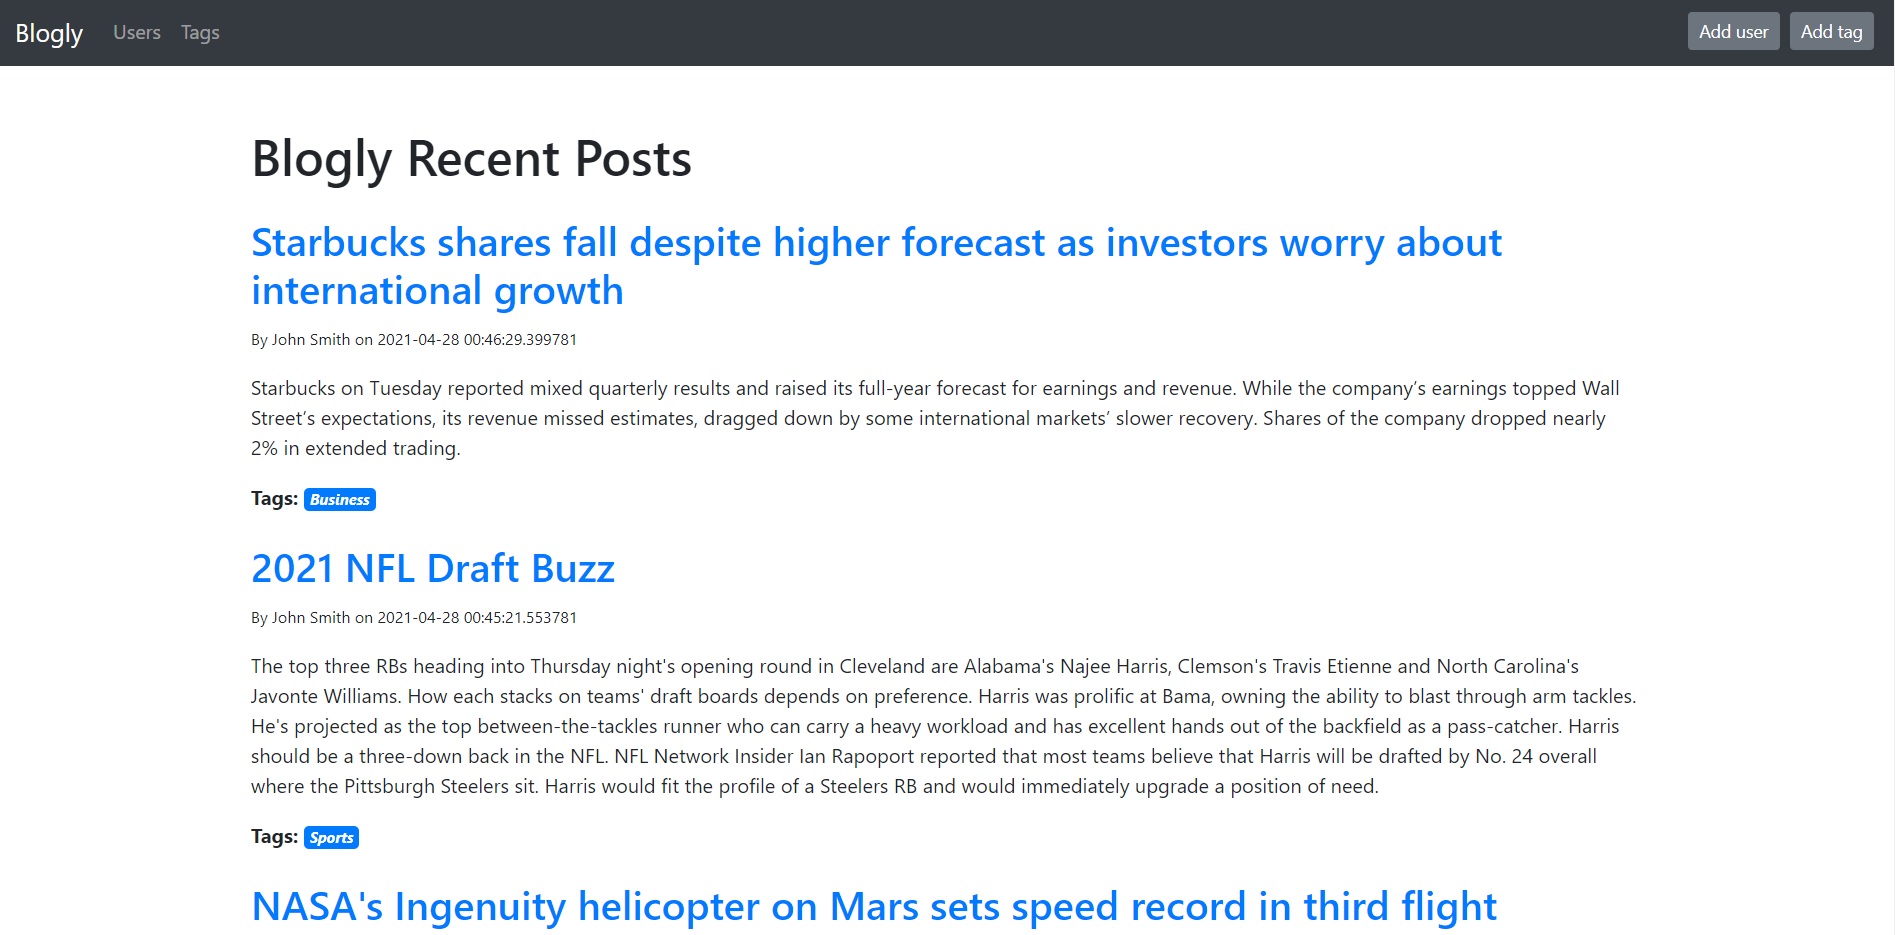 Blogly Users Tags Add user Add tag
Blogly Recent Posts
Starbucks shares fall despite higher forecast as investors worry about
international growth
By John Smith on 2021-04-28 00:46:29.399781
Starbucks on Tuesday reported mixed quarterly results and raised its full-year forecast for earnings and revenue. While the company’s earnings topped Wall
Street’s expectations, its revenue missed estimates, dragged down by some international markets’ slower recovery. Shares of the company dropped nearly
2% in extended trading.
Tags: Business
2021 NFL Draft Buzz
By John Smith on 2021-04-28 00:45:21.553781
The top three RBs heading into Thursday night's opening round in Cleveland are Alabama's Najee Harris, Clemson's Travis Etienne and North Carolina's
Javonte Williams. How each stacks on teams' draft boards depends on preference. Harris was prolific at Bama, owning the ability to blast through arm tackles.
He's projected as the top between-the-tackles runner who can carry a heavy workload and has excellent hands out of the backfield as a pass-catcher. Harris
should be a three-down back in the NFL. NFL Network Insider Ian Rapoport reported that most teams believe that Harris will be drafted by No. 24 overall
where the Pittsburgh Steelers sit. Harris would fit the profile of a Steelers RB and would immediately upgrade a position of need.
Tags: Sports
NASA's Ingenuity helicopter on Mars sets speed record in third flight